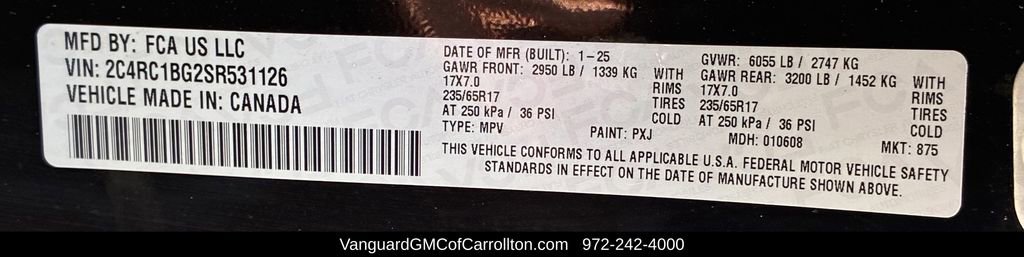 MFD BY: FCA US LLC
VIN: 2C4RC1BG2SR531126
VEHICLE MADE IN: CANADA
DATE OF MFR (BUILT): 1-25
GAWR FRONT: 2950 LB / 1339 KG WITH
17X7.0 RIMS
235/65R17 TIRES
AT 250 kPa / 36 PSI COLD
TYPE: MPV PAINT: PXJ
GVWR: 6055 LB / 2747 KG
GAWR REAR: 3200 LB / 1452 KG WITH
17X7.0 RIMS
235/65R17 TIRES
AT 250 kPa / 36 PSI COLD
MDH: 010608 MKT: 875
THIS VEHICLE CONFORMS TO ALL APPLICABLE U.S.A. FEDERAL MOTOR VEHICLE SAFETY
STANDARDS IN EFFECT ON THE DATE OF MANUFACTURE SHOWN ABOVE.
VanguardGMCofCarrollton.com 972-242-4000